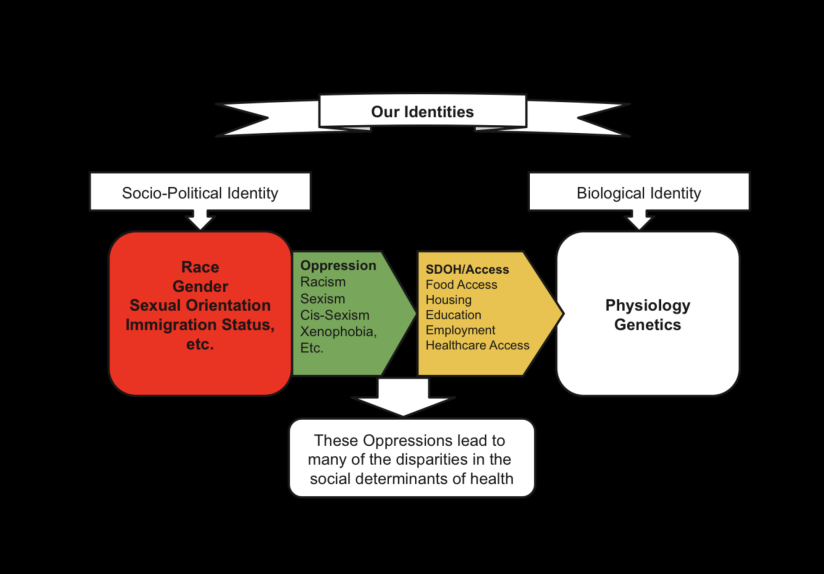 Our Identities
Socio-Political Identity
Biological Identity
Race
Gender
Sexual Orientation
Immigration Status,
etc.
Oppression
Racism
Sexism
Cis-Sexism
Xenophobia,
Etc.
SDOH/Access
Food Access
Housing
Education
Employment
Healthcare Access
Physiology
Genetics
These Oppressions lead to
many of the disparities in the
social determinants of health